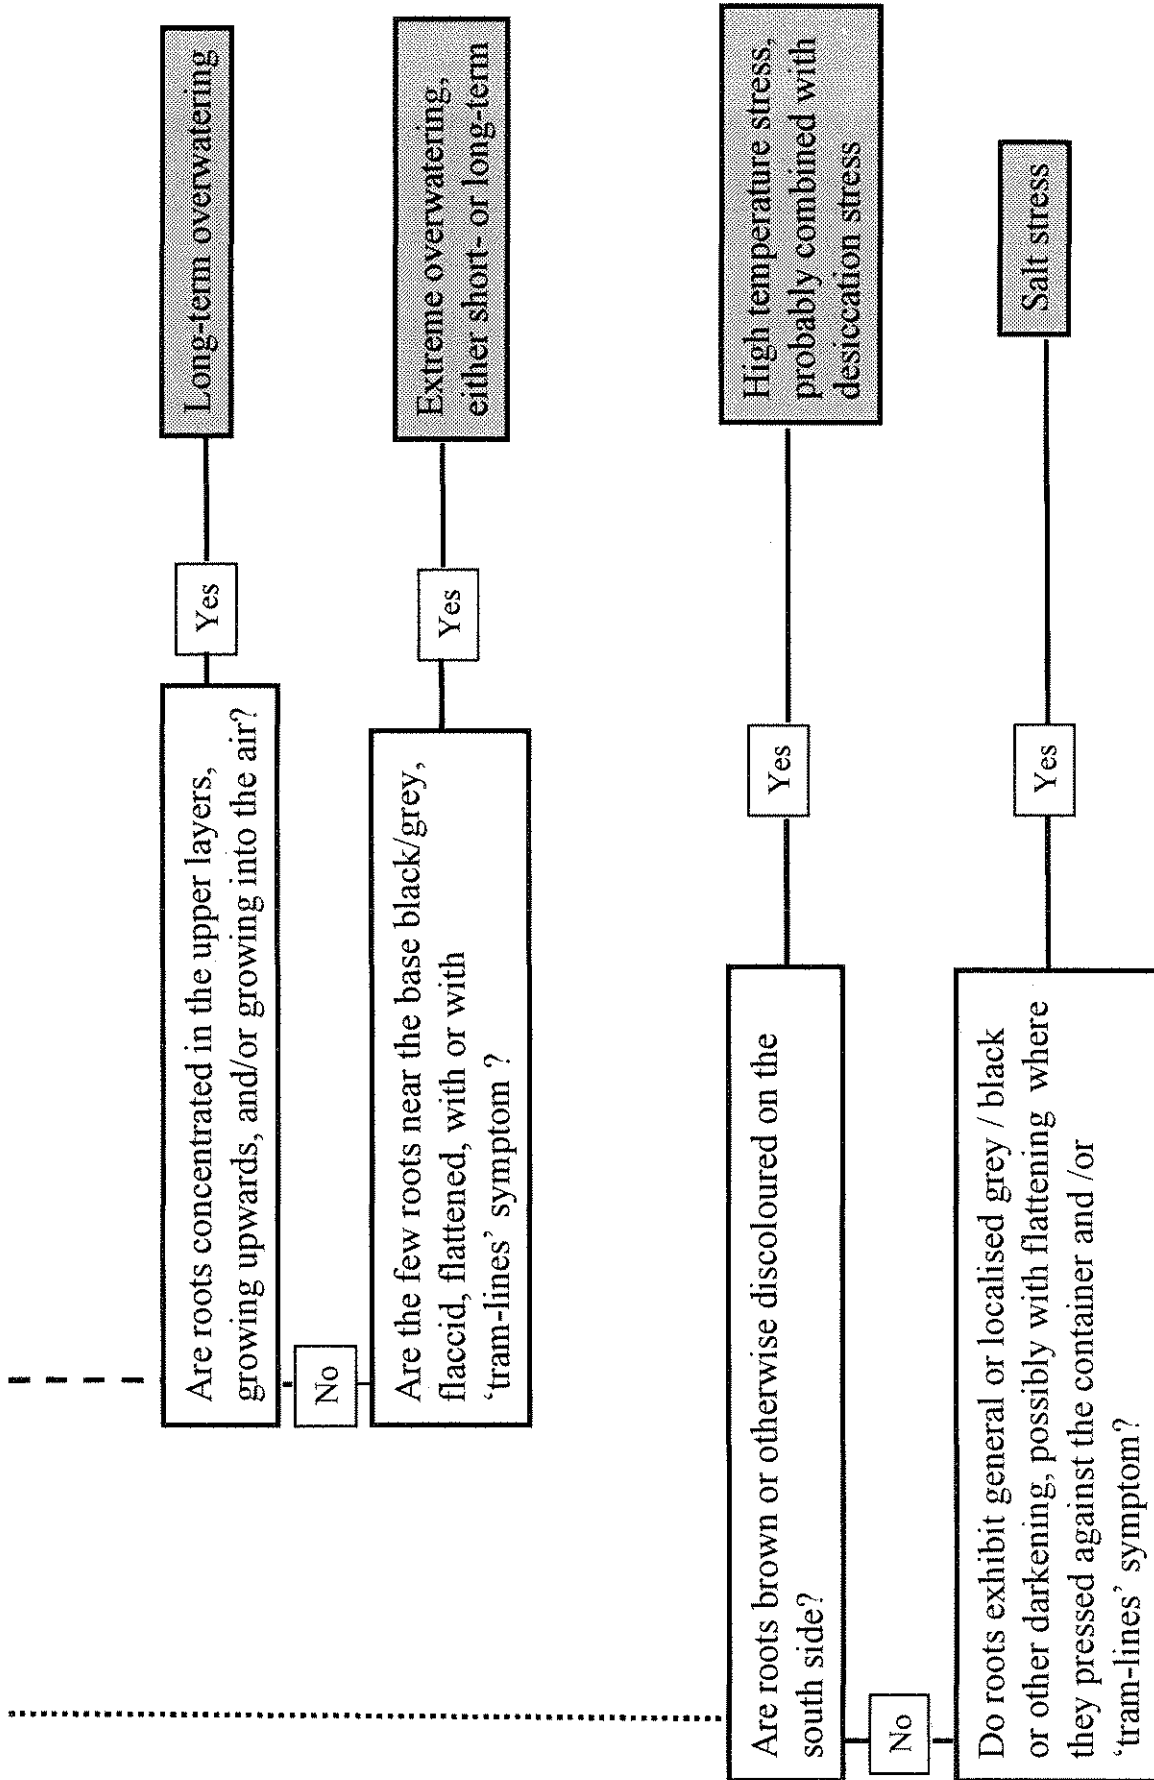 Are roots concentrated in the upper layers,
growing upwards, and/or growing into the air?
Yes
Long-term overwatering
No
Are the few roots near the base black/grey,
flaccid, flattened, with or with
‘tram-lines’ symptom ?
Yes
Extreme overwatering,
either short- or long-term
Are roots brown or otherwise discoloured on the
south side?
Yes
High temperature stress,
probably combined with
desiccation stress
No
Do roots exhibit general or localised grey / black
or other darkening, possibly with flattening where
they pressed against the container and /or
‘tram-lines’ symptom?
Yes
Salt stress